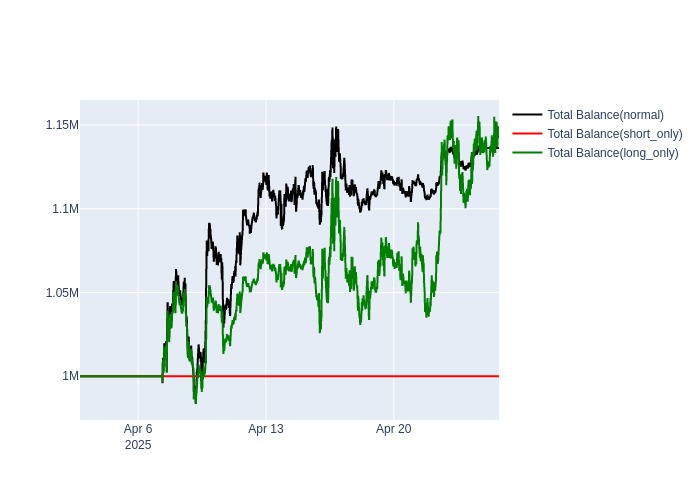 1.15M
1.1M
1.05M
1M
Apr 6
2025
Apr 13
Apr 20
Total Balance(normal)
Total Balance(short_only)
Total Balance(long_only)